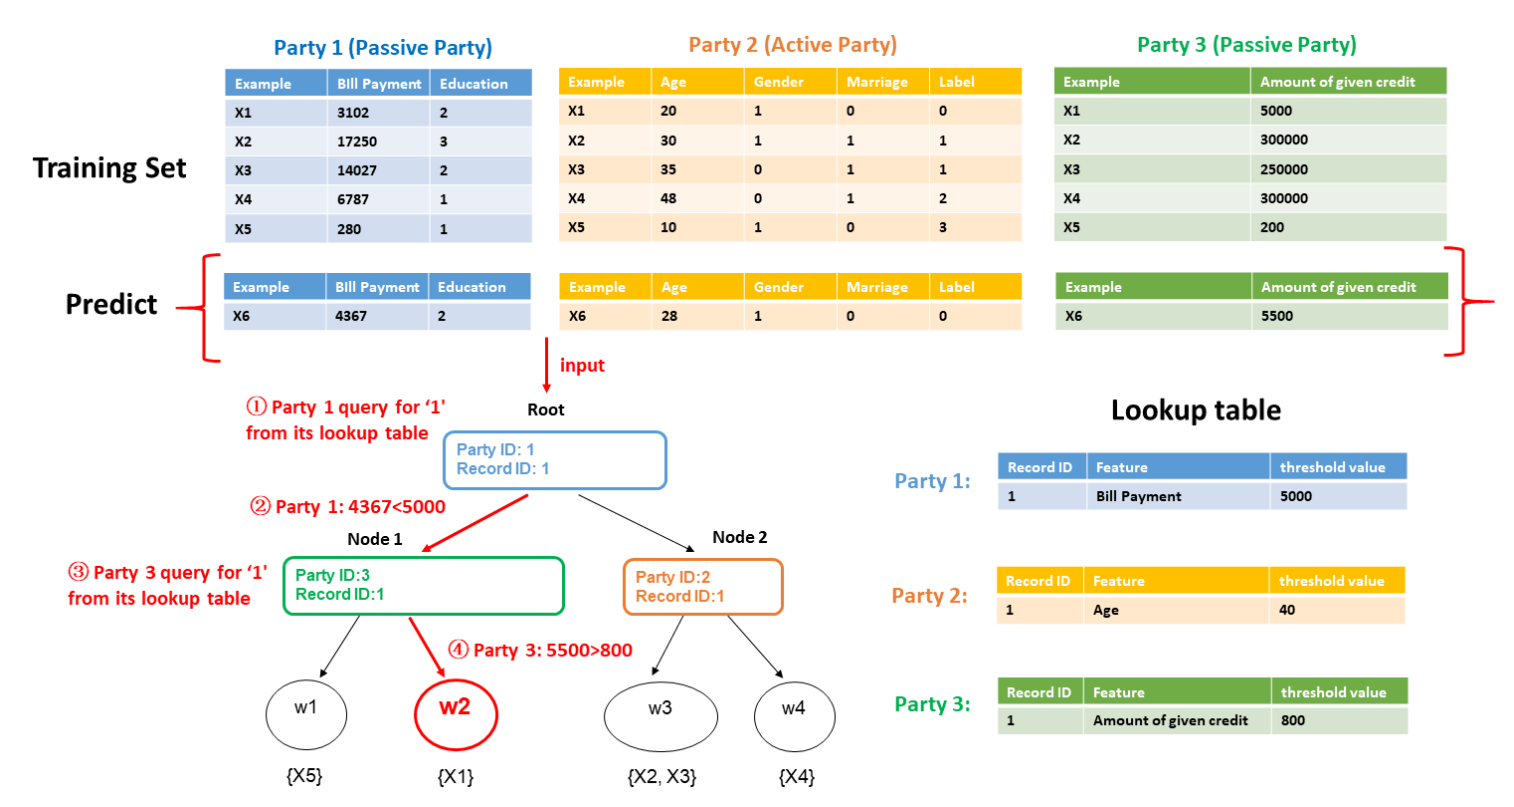 Party 1 (Passive Party)
Party 2 (Active Party)
Party 3 (Passive Party)
Training Set
Example BIll Payment Education
X1 3102 2
X2 17250 3
X3 14027 2
X4 6787 1
X5 280 1
Example Age Gender Marriage Label
X1 20 1 0 0
X2 30 1 1 1
X3 35 0 1 1
X4 48 0 1 2
X5 10 1 0 3
Example Amount of given credit
X1 5000
X2 300000
X3 250000
X4 300000
X5 200
Predict
Example BIll Payment Education
X6 4367 2
Example Age Gender Marriage Label
X6 28 1 0 0
Example Amount of given credit
X6 5500
input
① Party 1 query for ‘1'
from its lookup table
Root
Party ID: 1
Record ID: 1
② Party 1: 4367<5000
Node 1
Node 2
③ Party 3 query for ‘1'
from its lookup table
Party ID:3
Record ID:1
Party ID:2
Record ID:1
④ Party 3: 5500>800
w1
w2
w3
w4
{X5}
{X1}
{X2, X3}
{X4}
Lookup table
Party 1:
Record ID Feature threshold value
1 Bill Payment 5000
Party 2:
Record ID Feature threshold value
1 Age 40
Party 3:
Record ID Feature threshold value
1 Amount of given credit 800